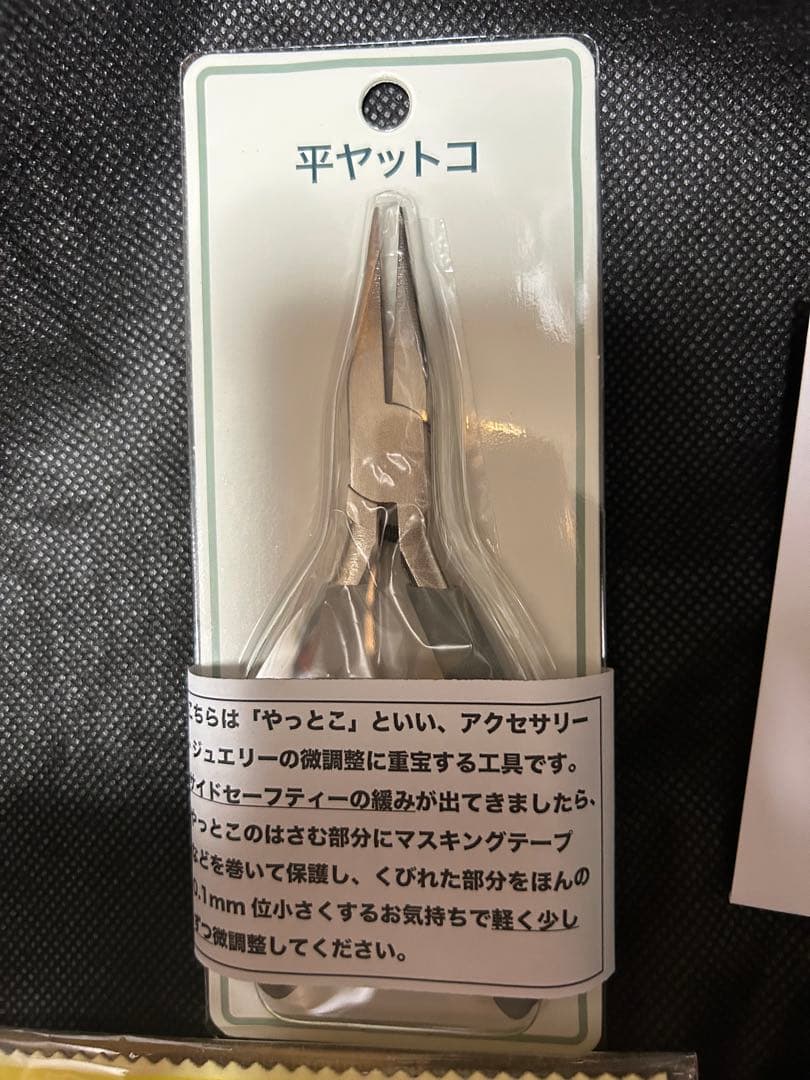 平ヤットコ
こちらは「やっとこ」といい、アクセサリー
・ジュエリーの微調整に重宝する工具です。
サイドセーフティーの緩みが出てきましたら、
やっとこのはさむ部分にマスキングテープ
などを巻いて保護し、くびれた部分をほんの
0.1mm 位小さくするお気持ちで軽く少し
ずつ微調整してください。